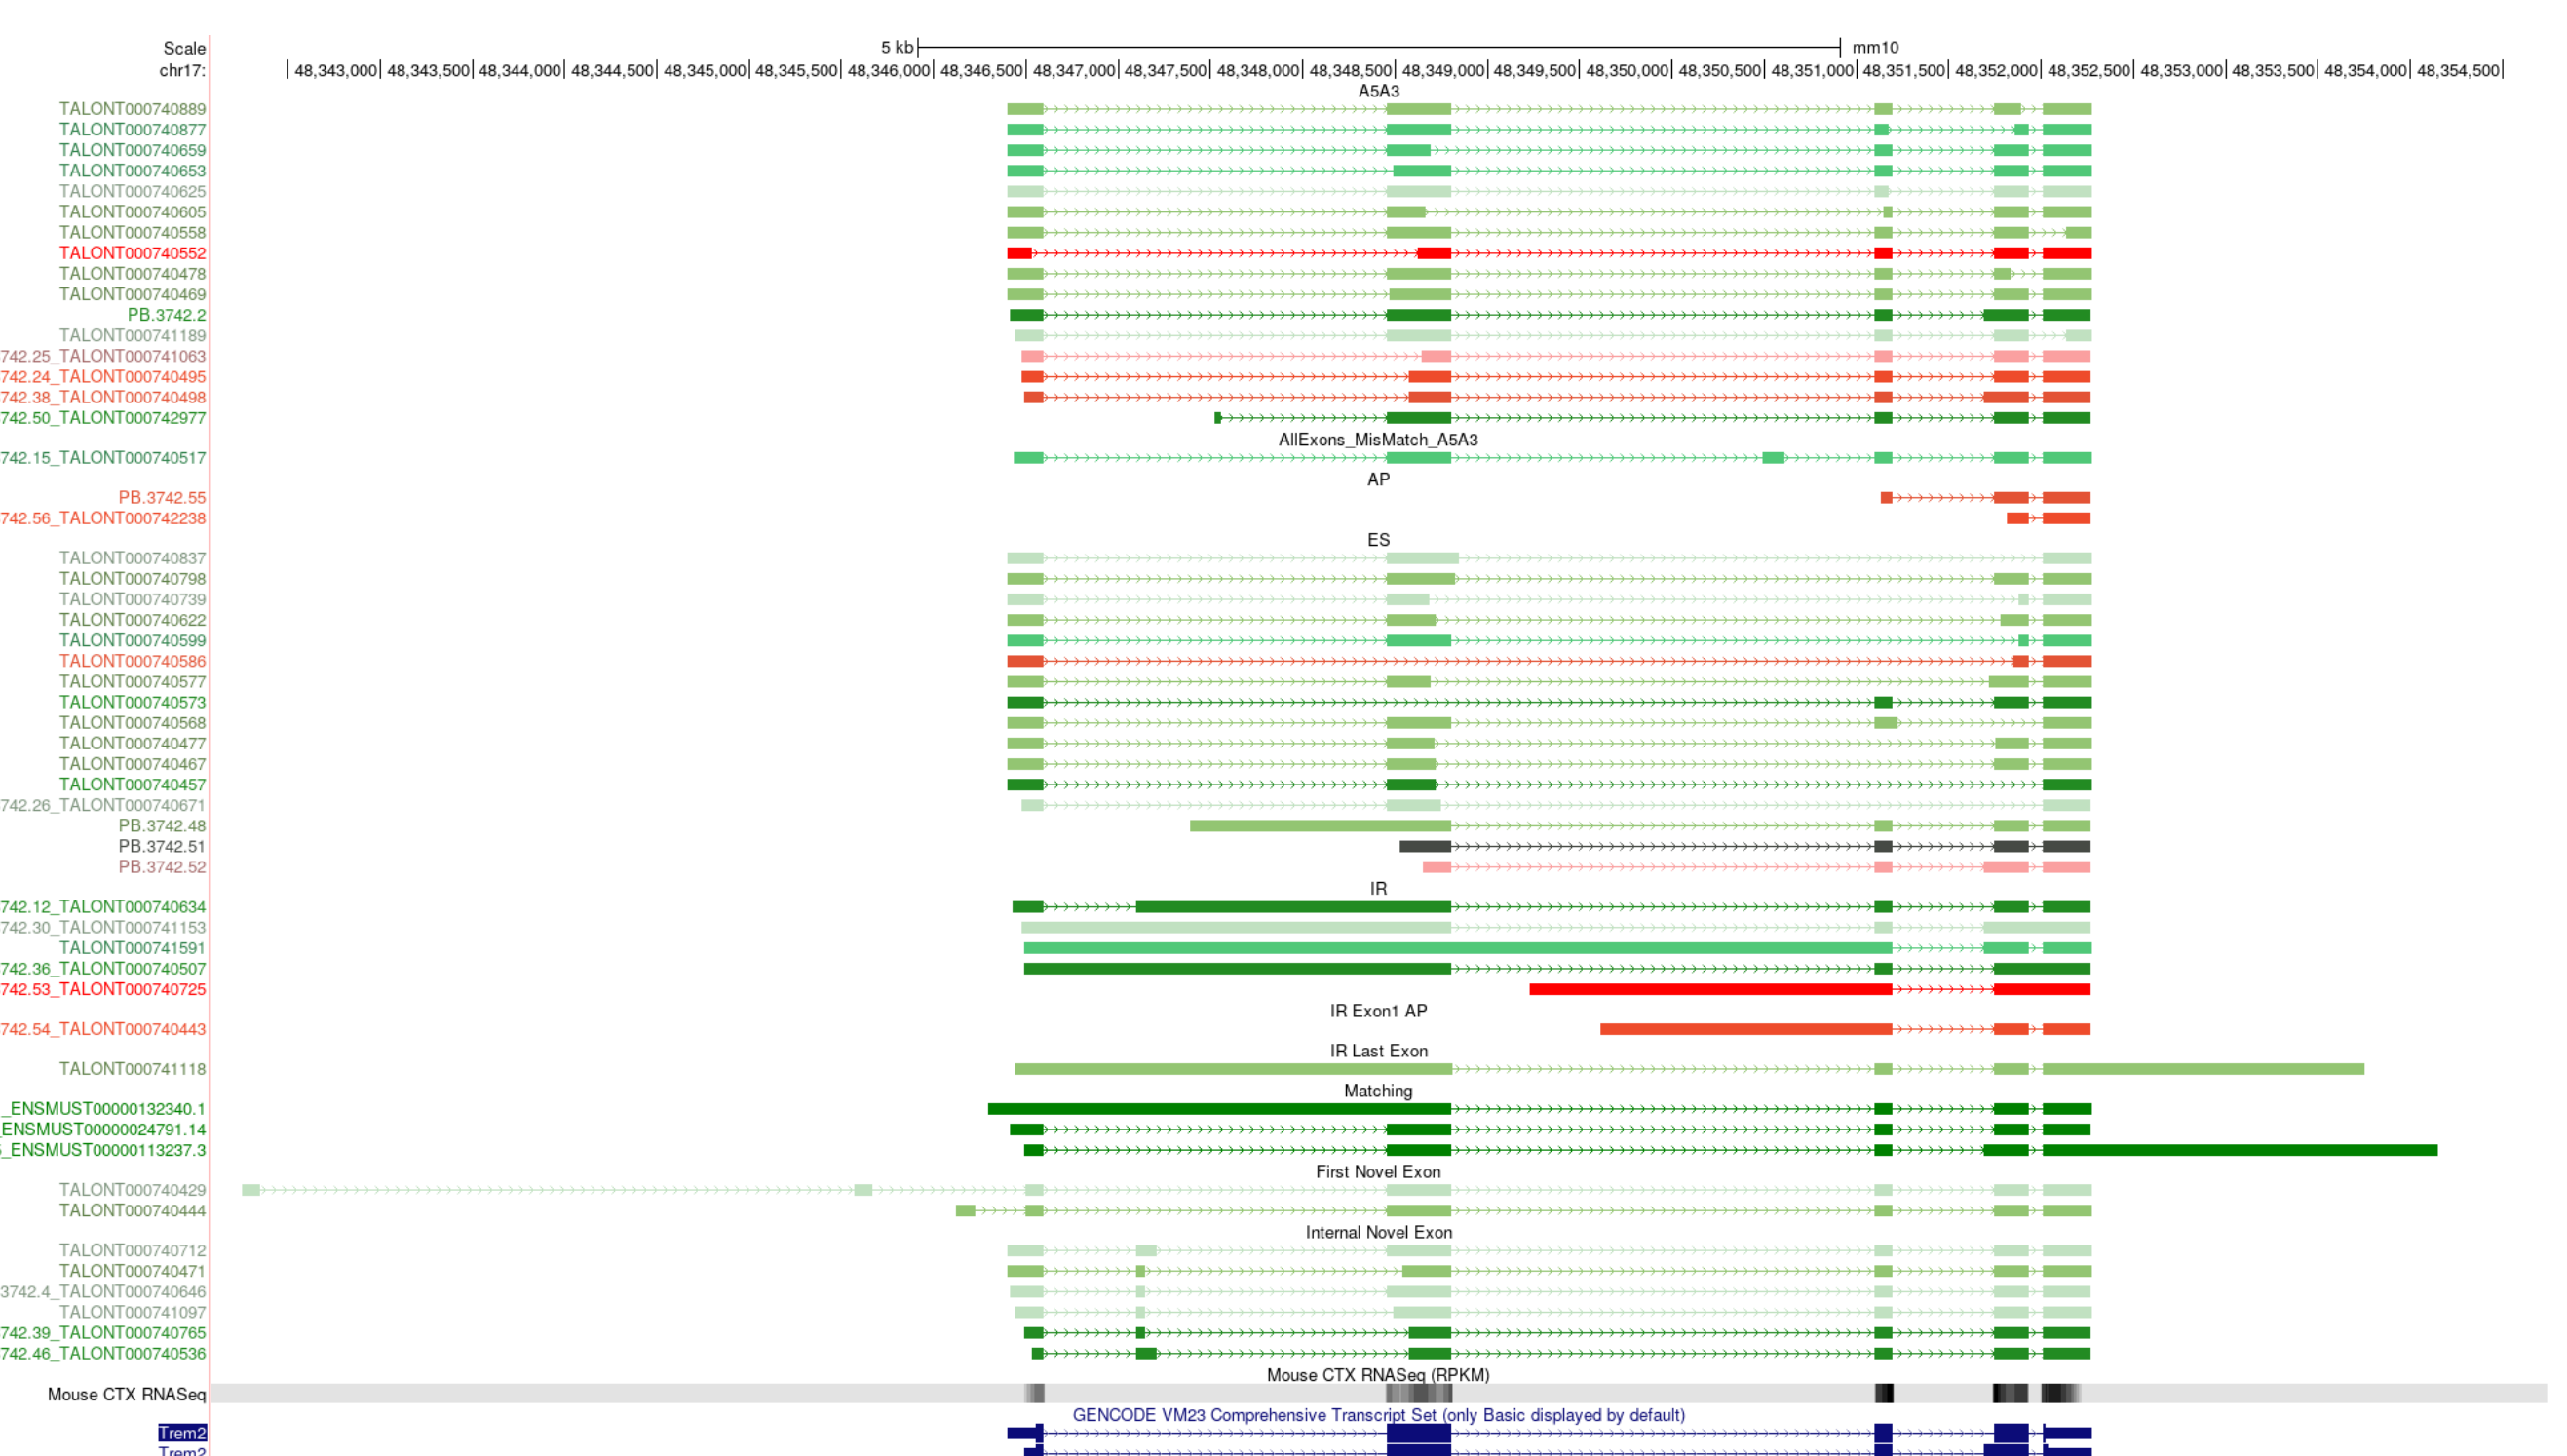 Scale 5 kb mm10
chr17: 48,343,000 48,343,500 48,344,000 48,344,500 48,345,000 48,345,500 48,346,000 48,346,500 48,347,000 48,347,500 48,348,000 48,348,500 48,349,000 48,349,500 48,350,000 48,350,500 48,351,000 48,351,500 48,352,000 48,352,500 48,353,000 48,353,500 48,354,000 48,354,500
A5A3
TALONT000740889
TALONT000740877
TALONT000740659
TALONT000740653
TALONT000740625
TALONT000740605
TALONT000740558
TALONT000740552
TALONT000740478
TALONT000740469
PB.3742.2
TALONT000741189
742.25_TALONT000741063
742.24_TALONT000740495
742.38_TALONT000740498
742.50_TALONT000742977
AllExons_MisMatch_A5A3
742.15_TALONT000740517
AP
PB.3742.55
742.56_TALONT000742238
ES
TALONT000740837
TALONT000740798
TALONT000740739
TALONT000740622
TALONT000740599
TALONT000740586
TALONT000740577
TALONT000740573
TALONT000740568
TALONT000740477
TALONT000740467
TALONT000740457
742.26_TALONT000740671
PB.3742.48
PB.3742.51
PB.3742.52
IR
742.12_TALONT000740634
742.30_TALONT000741153
TALONT000741591
742.36_TALONT000740507
742.53_TALONT000740725
IR Exon1 AP
742.54_TALONT000740443
IR Last Exon
TALONT000741118
Matching
_ENSMUST00000132340.1
_ENSMUST00000024791.14
_ENSMUST00000113237.3
First Novel Exon
TALONT000740429
TALONT000740444
Internal Novel Exon
TALONT000740712
TALONT000740471
3742.4_TALONT000740646
TALONT000741097
742.39_TALONT000740765
742.46_TALONT000740536
Mouse CTX RNASeq (RPKM)
Mouse CTX RNASeq
GENCODE VM23 Comprehensive Transcript Set (only Basic displayed by default)
Trem2
Trem2